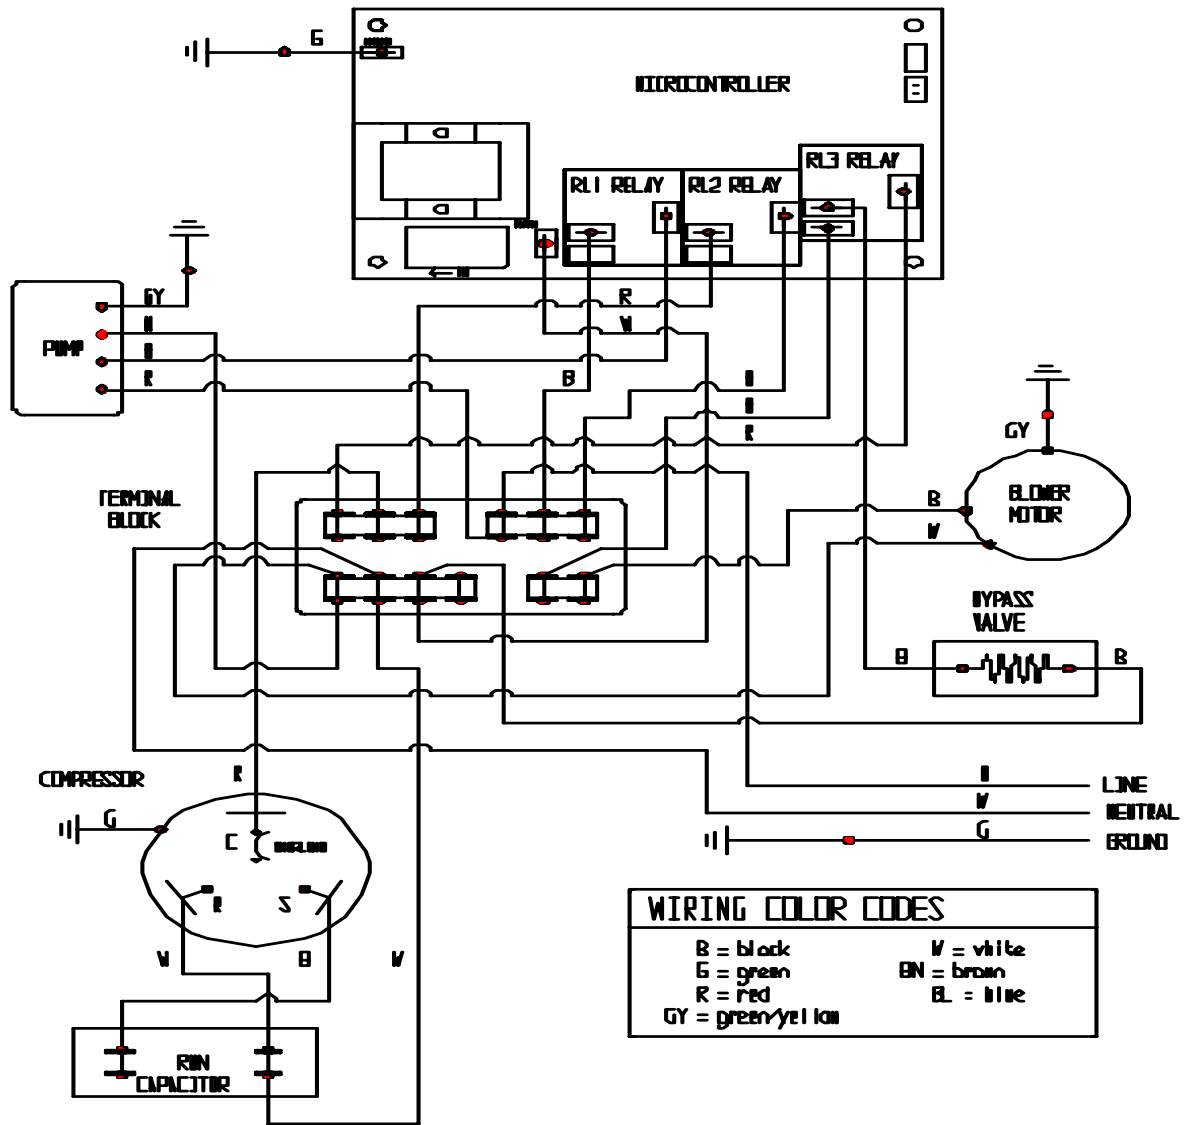 G
MICROCONTROLLER
RL1 RELAY
RL2 RELAY
RL3 RELAY
GY
R
W
PUMP
B
R
R
GY
TERMINAL
BLOCK
B
W
BLOWER
MOTOR
BYPASS
VALVE
B
B
COMPRESSOR
R
LINE
W
NEUTRAL
G
GROUND
G
C
OVERLOAD
R
S
W
B
W
RUN
CAPACITOR
WIRING COLOR CODES
B = black
W = white
G = green
BN = brown
R = red
BL = blue
GY = green/yellow